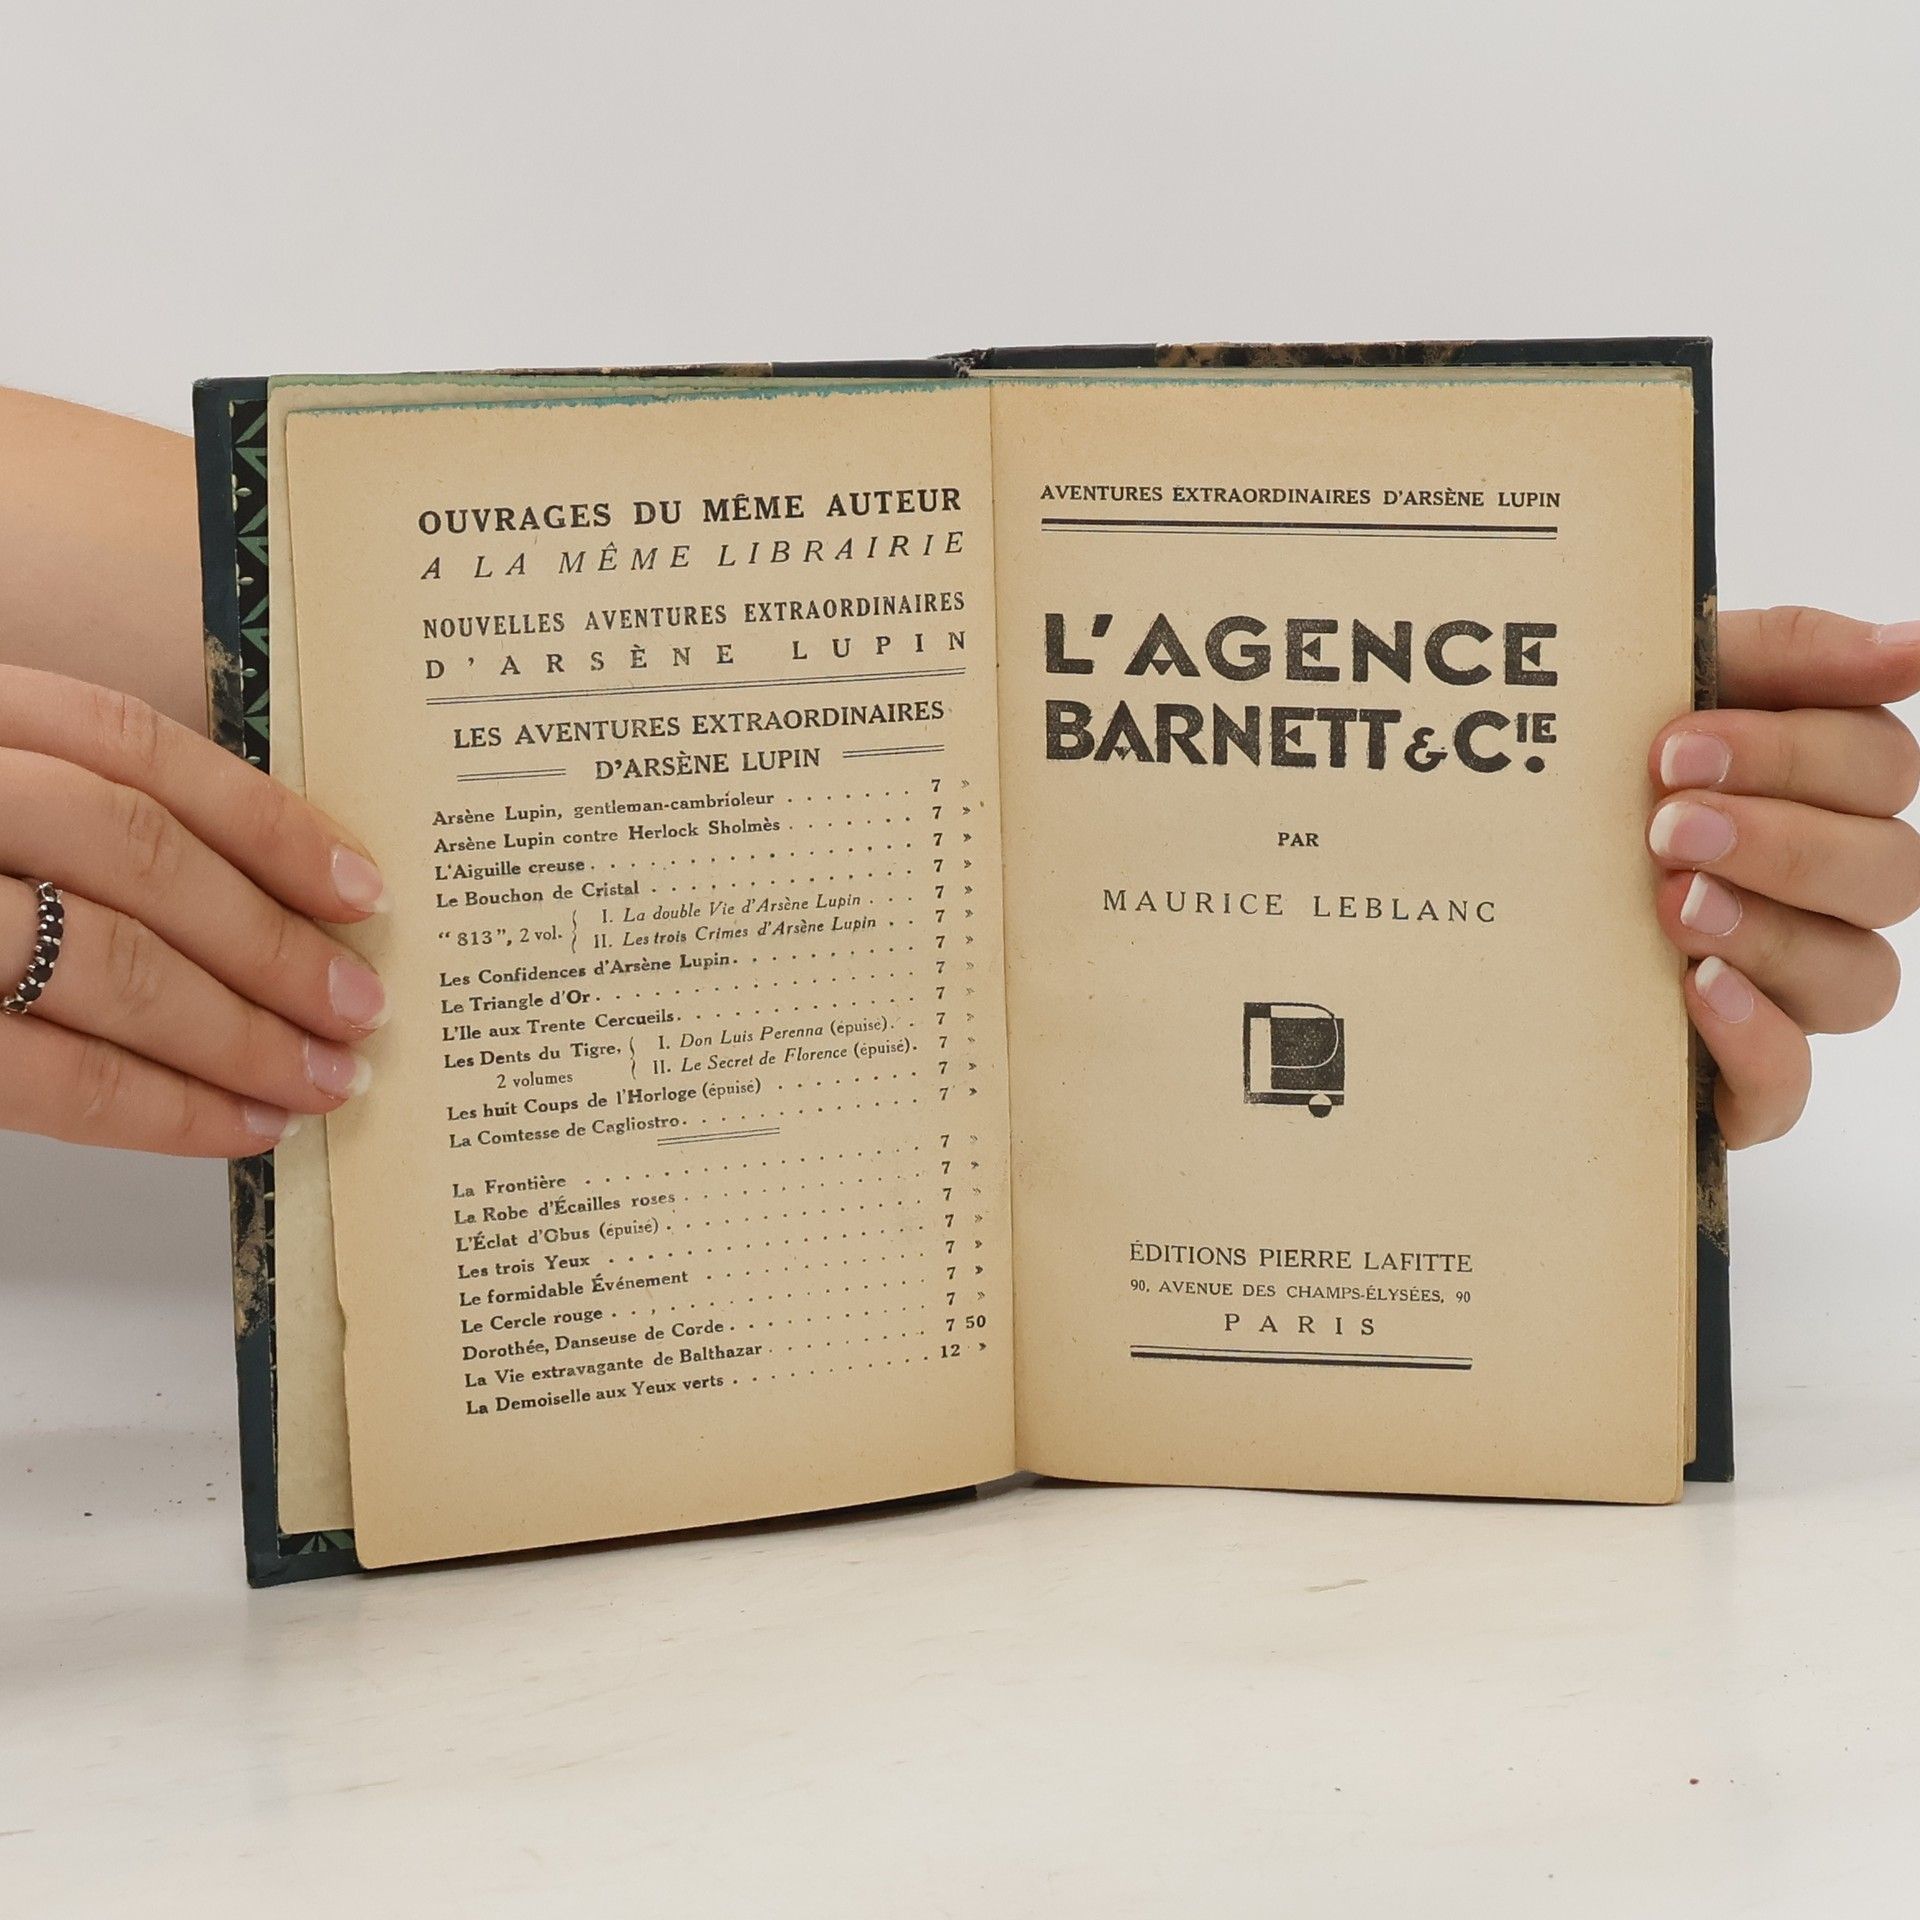 OUVRAGES DU MÊME AUTEUR
A LA MÊME LIBRAIRIE
NOUVELLES AVENTURES EXTRAORDINAIRES
D'ARSÈNE LUPIN
LES AVENTURES EXTRAORDINAIRES
D'ARSÈNE LUPIN
Arsène Lupin, gentleman-cambrioleur . . . . . . . 7 »
Arsène Lupin contre Herlock Sholmès . . . . . . . 7 »
L'Aiguille creuse . . . . . . . . . . . . . . 7 »
Le Bouchon de Cristal . . . . . . . . . . . . 7 »
"813", 2 vol. { I. La double Vie d'Arsène Lupin . . . 7 »
II. Les trois Crimes d'Arsène Lupin . . 7 »
Les Confidences d'Arsène Lupin. . . . . . . . . 7 »
Le Triangle d'Or. . . . . . . . . . . . . . 7 »
L'Ile aux Trente Cercueils. . . . . . . . . . . 7 »
Les Dents du Tigre, { I. Don Luis Perenna (épuisé). . 7 »
2 volumes II. Le Secret de Florence (épuisé). 7 »
Les huit Coups de l'Horloge (épuisé) . . . . . . . . 7 »
La Comtesse de Cagliostro. . . . . . . . . . . 7 »
La Frontière . . . . . . . . . . . . . . . 7 »
La Robe d'Écailles roses . . . . . . . . . . . 7 »
L'Éclat d'Obus (épuisé) . . . . . . . . . . . . 7 »
Les trois Yeux . . . . . . . . . . . . . . 7 »
Le formidable Événement . . . . . . . . . . 7 »
Le Cercle rouge . . . . . . . . . . . . . . 7 »
Dorothée, Danseuse de Corde . . . . . . . . . 7 »
La Vie extravagante de Balthazar . . . . . . . . 7 50
La Demoiselle aux Yeux verts . . . . . . . . . 12 »
AVENTURES EXTRAORDINAIRES D'ARSÈNE LUPIN
L'AGENCE
BARNETT & CIE.
PAR
MAURICE LEBLANC
ÉDITIONS PIERRE LAFITTE
90, AVENUE DES CHAMPS-ÉLYSÉES, 90
PARIS